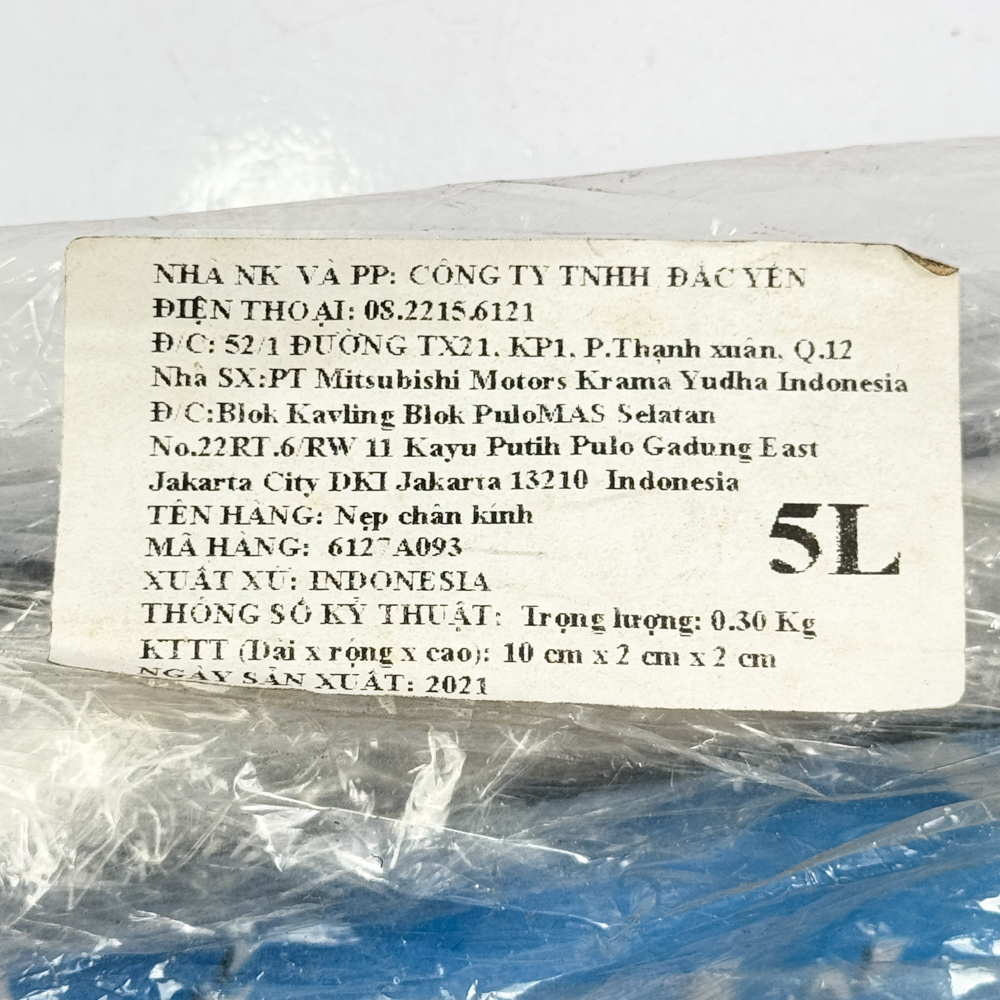 NHÀ NK VÀ PP: CÔNG TY TNHH ĐẮC YẾN
ĐIỆN THOẠI: 08.2215.6121
Đ/C: 52/1 ĐƯỜNG TX21. KP1. P.Thạnh xuân. Q.12
Nhà SX:PT Mitsubishi Motors Krama Yudha Indonesia
Đ/C:Blok Kavling Blok PuloMAS Selatan
No.22RT.6/RW 11 Kayu Putih Pulo Gadung East
Jakarta City DKI Jakarta 13210 Indonesia
TÊN HÀNG: Nẹp chân kính
MÃ HÀNG: 6127A093
5L
XUẤT XỨ: INDONESIA
THÔNG SỐ KỸ THUẬT: Trọng lượng: 0.30 Kg
KTTT (Dài x rộng x cao): 10 cm x 2 cm x 2 cm
NGÀY SẢN XUẤT: 2021